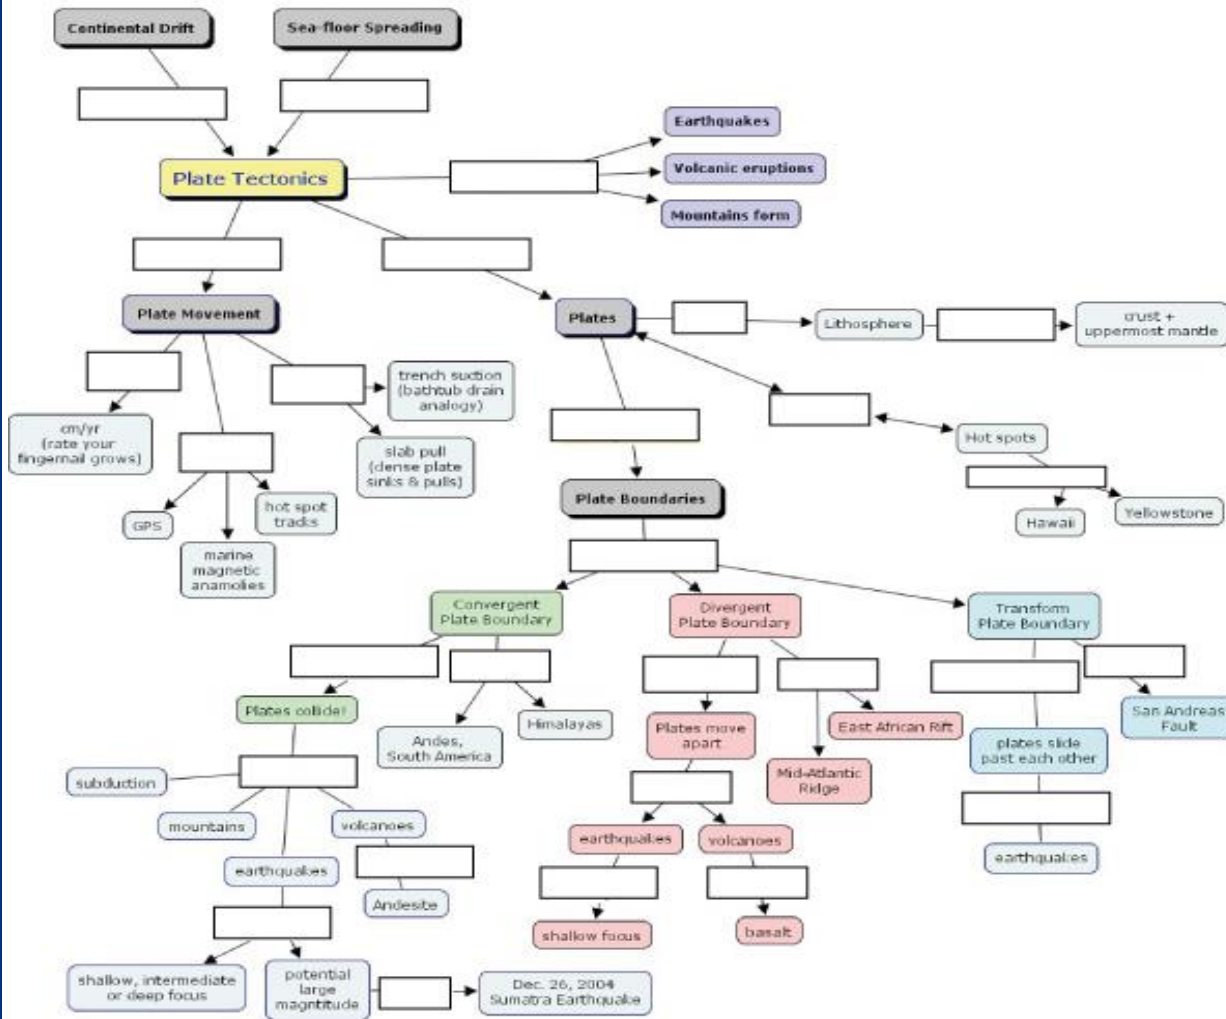 Continental Drift
Sea-floor Spreading
Earthquakes
Plate Tectonics
Volcanic eruptions
Mountains form
Plate Movement
Plates
Lithosphere
crust +
uppermost mantle
trench suction
(bathtub drain
analogy)
cm/yr
(rate your
fingernail grows)
slab pull
(dense plate
sinks & pulls)
Hot spots
Plate Boundaries
hot spot
tracks
GPS
Hawaii
Yellowstone
marine
magnetic
anamolies
Convergent
Plate Boundary
Divergent
Plate Boundary
Transform
Plate Boundary
Plates collide!
Himalayas
Andes,
South America
Plates move
apart
East African Rift
San Andreas
Fault
plates slide
past each other
subduction
Mid-Atlantic
Ridge
mountains
volcanoes
earthquakes
volcanoes
earthquakes
earthquakes
Andesite
shallow focus
basalt
shallow, intermediate
or deep focus
potential
large
magntitude
Dec. 26, 2004
Sumatra Earthquake